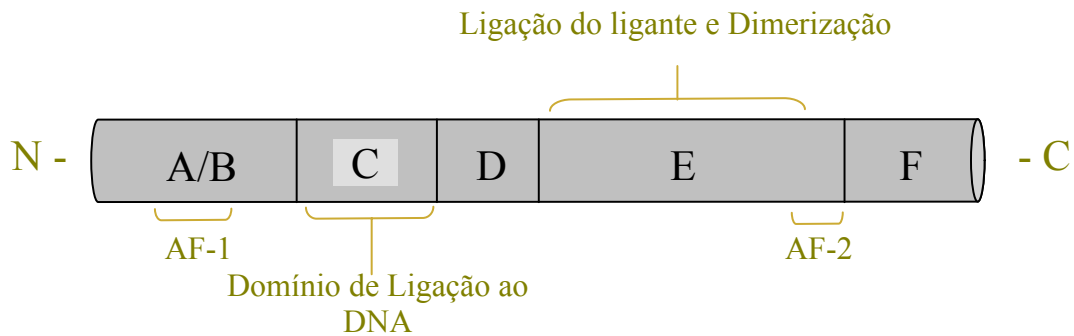 Ligação do ligante e Dimerização
N - A/B C D E F - C
AF-1 AF-2
Domínio de Ligação ao
DNA